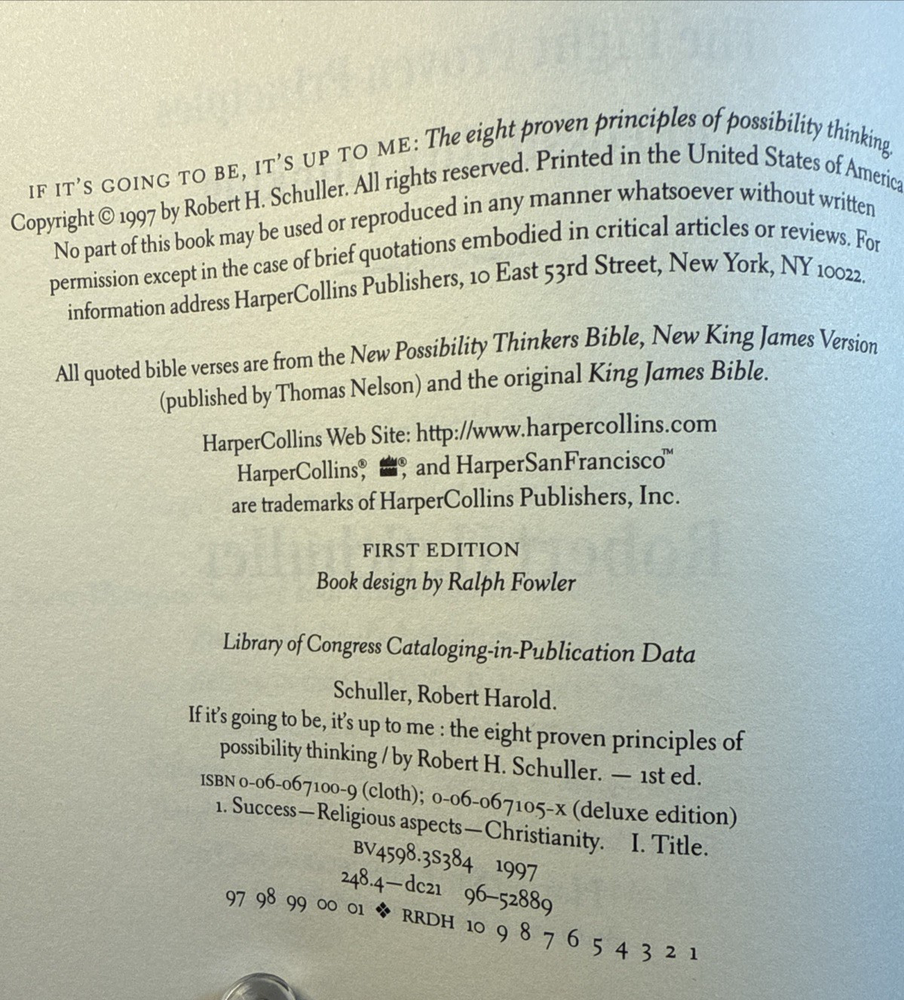 IF IT'S GOING TO BE, IT'S UP TO ME: The eight proven principles of possibility thinking.
Copyright © 1997 by Robert H. Schuller. All rights reserved. Printed in the United States of America
No part of this book may be used or reproduced in any manner whatsoever without written
permission except in the case of brief quotations embodied in critical articles or reviews. For
information address HarperCollins Publishers, 10 East 53rd Street, New York, NY 10022.
All quoted bible verses are from the New Possibility Thinkers Bible, New King James Version
(published by Thomas Nelson) and the original King James Bible.
HarperCollins Web Site: http://www.harpercollins.com
HarperCollins®, ®, and HarperSanFrancisco™
are trademarks of HarperCollins Publishers, Inc.
FIRST EDITION
Book design by Ralph Fowler
Library of Congress Cataloging-in-Publication Data
Schuller, Robert Harold.
If it's going to be, it's up to me : the eight proven principles of
possibility thinking / by Robert H. Schuller. — 1st ed.
ISBN 0-06-067100-9 (cloth); 0-06-067105-x (deluxe edition)
1. Success—Religious aspects—Christianity. I. Title.
BV4598.3S384 1997
248.4—dc21 96–52889
97 98 99 00 01 ❖ RRDH 10 9 8 7 6 5 4 3 2 1